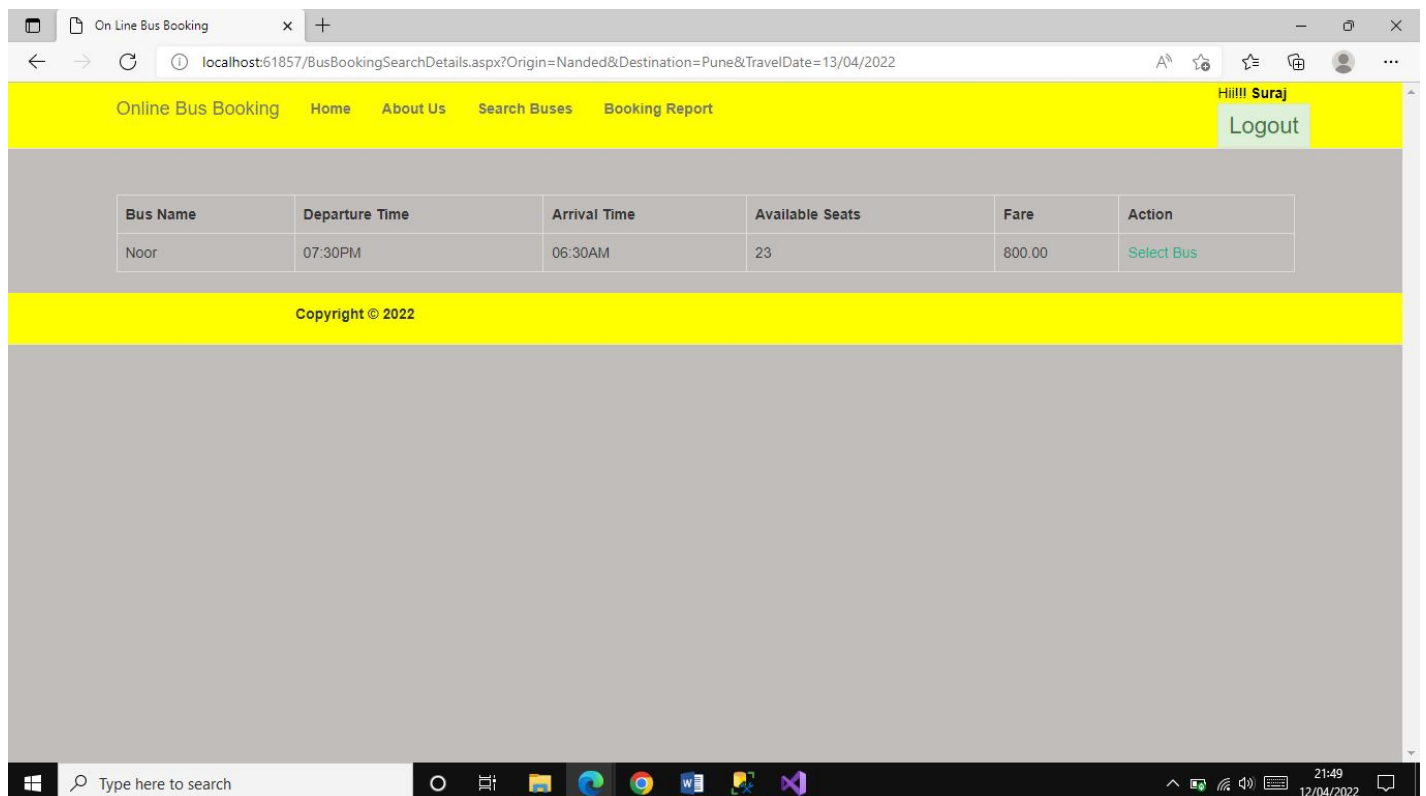 On Line Bus Booking
localhost:61857/BusBookingSearchDetails.aspx?Origin=Nanded&Destination=Pune&TravelDate=13/04/2022
Hii!!! Suraj
Online Bus Booking Home About Us Search Buses Booking Report
Logout
Bus Name Departure Time Arrival Time Available Seats Fare Action
Noor 07:30PM 06:30AM 23 800.00 Select Bus
Copyright © 2022
Type here to search
21:49
12/04/2022